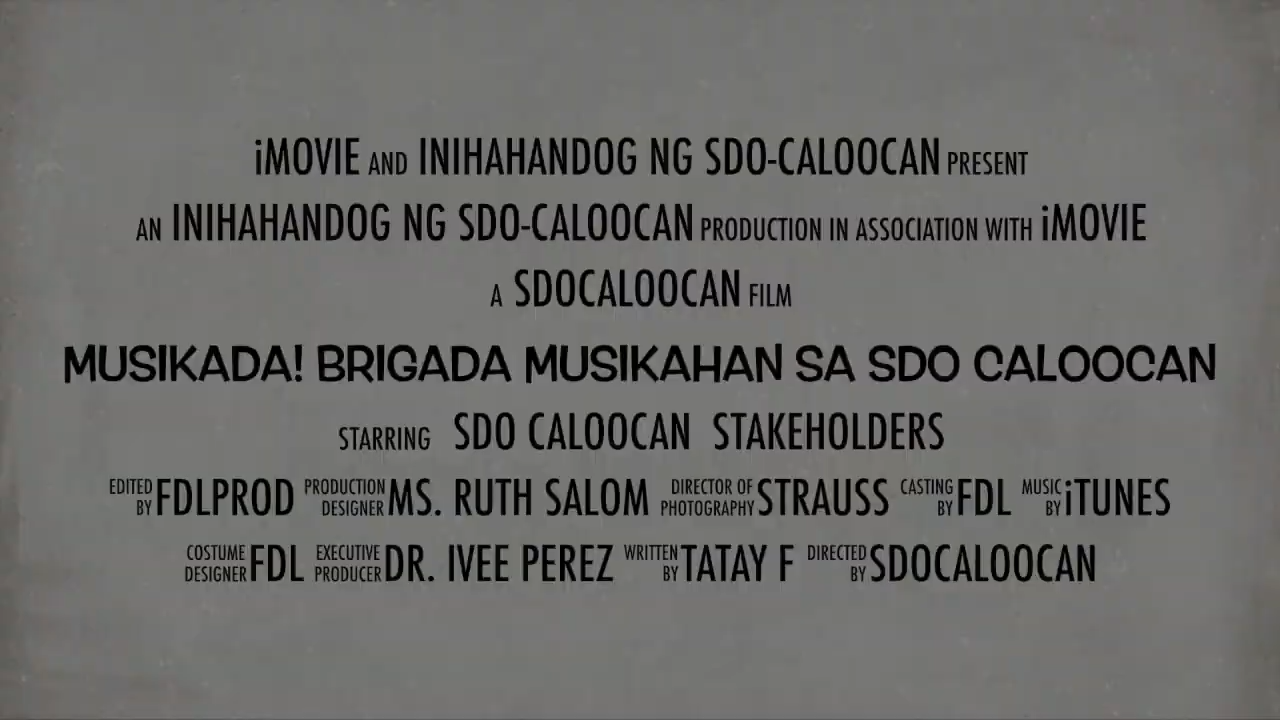 iMOVIE AND INIHAHANDOG NG SDO-CALOOCAN PRESENT
AN INIHAHANDOG NG SDO-CALOOCAN PRODUCTION IN ASSOCIATION WITH iMOVIE
A SDOCALOOCAN FILM
MUSIKADA! BRIGADA MUSIKAHAN SA SDO CALOOCAN
STARRING SDO CALOOCAN STAKEHOLDERS
EDITED BY FDLPROD PRODUCTION DESIGNER MS. RUTH SALOM DIRECTOR OF PHOTOGRAPHY STRAUSS CASTING BY FDL MUSIC BY iTUNES
COSTUME DESIGNER FDL EXECUTIVE PRODUCER DR. IVEE PEREZ WRITTEN BY TATAY F DIRECTED BY SDOCALOOCAN